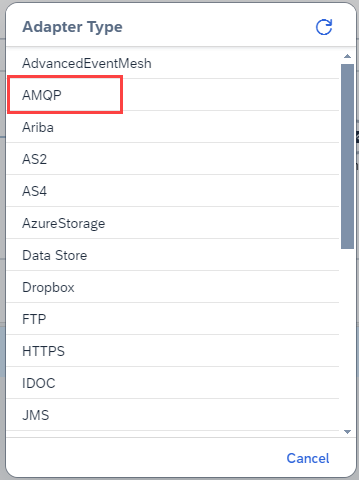 Adapter Type
AdvancedEventMesh
AMQP
Ariba
AS2
AS4
AzureStorage
Data Store
Dropbox
FTP
HTTPS
IDOC
JMS
Cancel